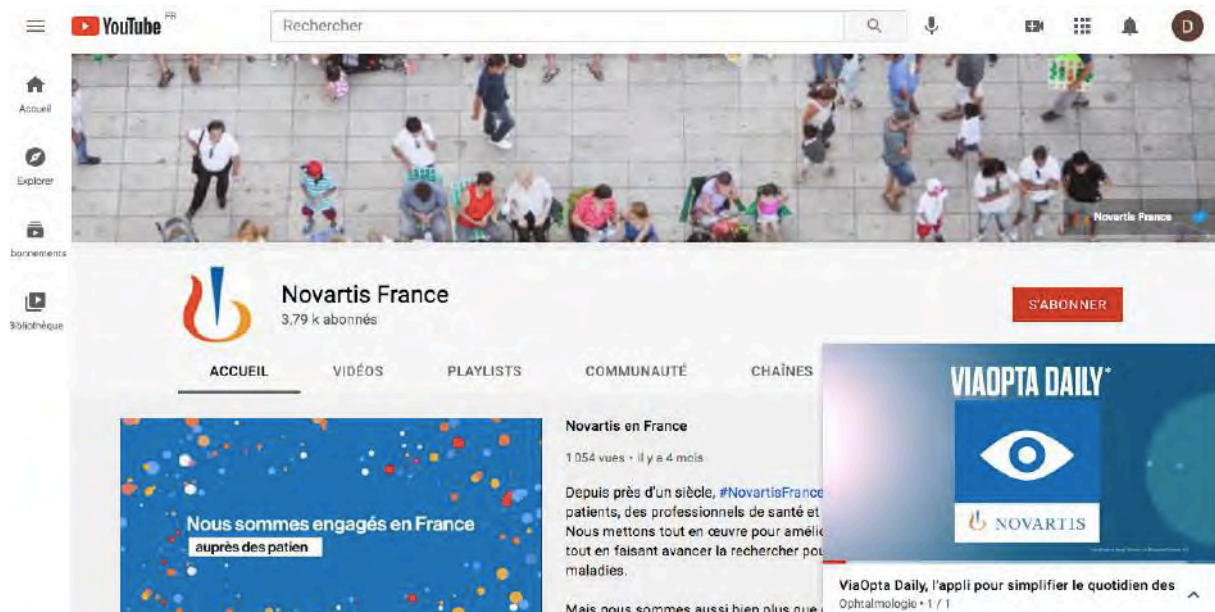 YouTube FR
Rechercher
D
Accueil
Explorer
bonnements
Bibliothèque
Novartis France
Novartis France
3,79 k abonnés
S'ABONNER
ACCUEIL
VIDÉOS
PLAYLISTS
COMMUNAUTÉ
CHAÎNES
Nous sommes engagés en France
auprès des patien
Novartis en France
1 054 vues • il y a 4 mois
Depuis près d'un siècle, #NovartisFrance
patients, des professionnels de santé et
Nous mettons tout en œuvre pour amélio
tout en faisant avancer la rechercher pou
maladies.
Mais nous sommes aussi bien plus que
VIAOPTA DAILY*
NOVARTIS
ViaOpta Daily, l'appli pour simplifier le quotidien des
Ophtalmologie • 1 / 1